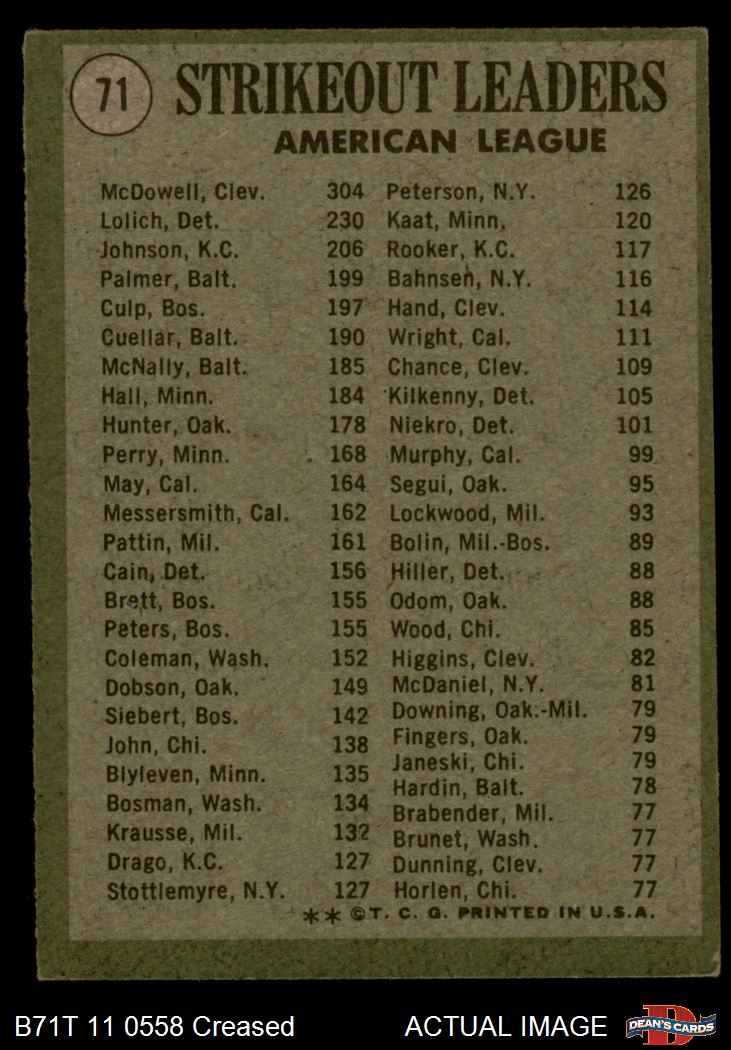 71
STRIKEOUT LEADERS
AMERICAN LEAGUE
McDowell, Clev. 304
Lolich, Det. 230
Johnson, K.C. 206
Palmer, Balt. 199
Culp, Bos. 197
Cuellar, Balt. 190
McNally, Balt. 185
Hall, Minn. 184
Hunter, Oak. 178
Perry, Minn. 168
May, Cal. 164
Messersmith, Cal. 162
Pattin, Mil. 161
Cain, Det. 156
Brett, Bos. 155
Peters, Bos. 155
Coleman, Wash. 152
Dobson, Oak. 149
Siebert, Bos. 142
John, Chi. 138
Blyleven, Minn. 135
Bosman, Wash. 134
Krausse, Mil. 132
Drago, K.C. 127
Stottlemyre, N.Y. 127
Peterson, N.Y. 126
Kaat, Minn. 120
Rooker, K.C. 117
Bahnsen, N.Y. 116
Hand, Clev. 114
Wright, Cal. 111
Chance, Clev. 109
Kilkenny, Det. 105
Niekro, Det. 101
Murphy, Cal. 99
Segui, Oak. 95
Lockwood, Mil. 93
Bolin, Mil.-Bos. 89
Hiller, Det. 88
Odom, Oak. 88
Wood, Chi. 85
Higgins, Clev. 82
McDaniel, N.Y. 81
Downing, Oak.-Mil. 79
Fingers, Oak. 79
Janeski, Chi. 79
Hardin, Balt. 78
Brabender, Mil. 77
Brunet, Wash. 77
Dunning, Clev. 77
Horlen, Chi. 77
** ©T. C. G. PRINTED IN U.S.A.
B71T 11 0558 Creased ACTUAL IMAGE
DEAN'S CARDS